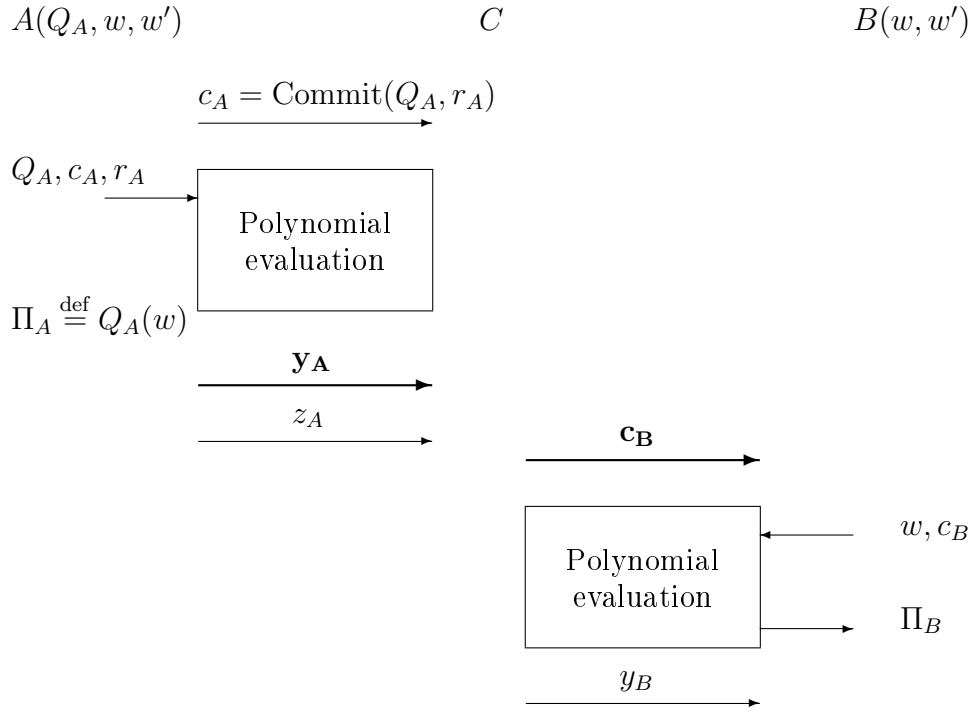 A(Q_A, w, w') C B(w, w')
c_A = Commit(Q_A, r_A)
Q_A, c_A, r_A
Polynomial
evaluation
Π_A def= Q_A(w)
y_A
z_A
c_B
w, c_B
Polynomial
evaluation
Π_B
y_B